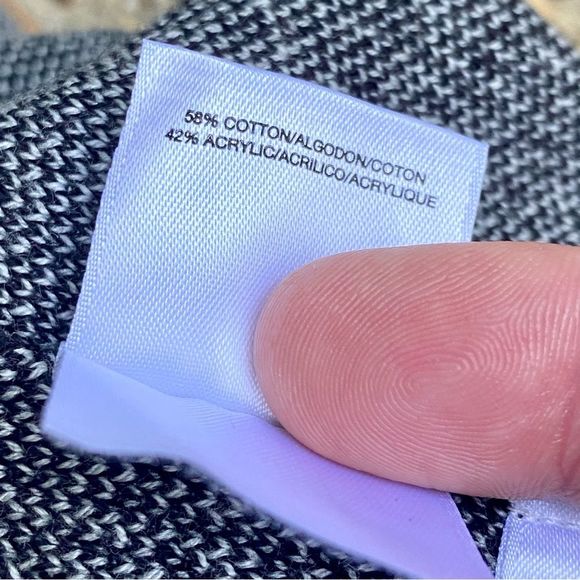 58% COTTON/ALGODON/COTON
42% ACRYLIC/ACRILICO/ACRYLIQUE